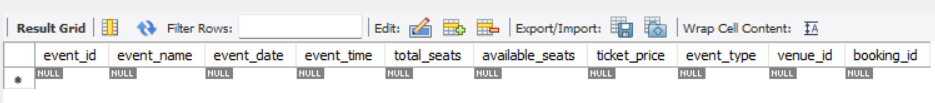 Result Grid Filter Rows: Edit: Export/Import: Wrap Cell Content: IA
event_id event_name event_date event_time total_seats available_seats ticket_price event_type venue_id booking_id
NULL NULL NULL NULL NULL NULL NULL NULL NULL NULL